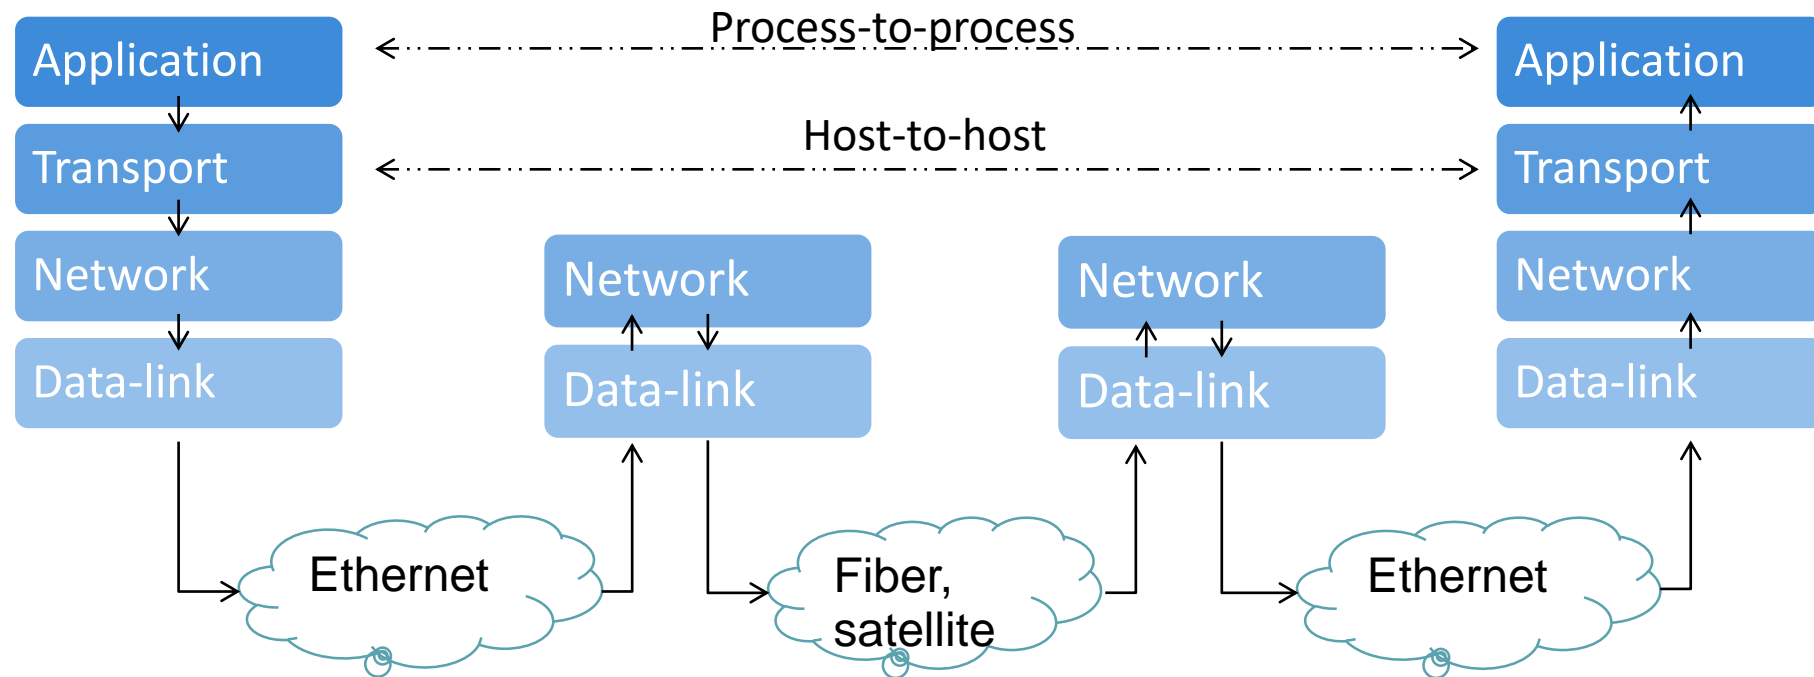 Process-to-process
Application
Application
Host-to-host
Transport
Transport
Network
Network
Network
Network
Data-link
Data-link
Data-link
Data-link
Ethernet
Fiber,
satellite
Ethernet